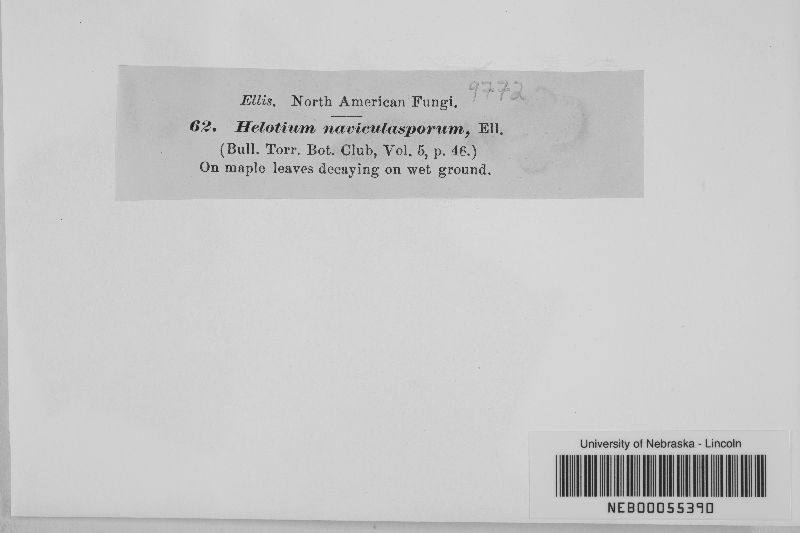 Ellis. North American Fungi. 9772
62. Helotium naviculasporum, Ell.
(Bull. Torr. Bot. Club, Vol. 5, p. 46.)
On maple leaves decaying on wet ground.
University of Nebraska - Lincoln
NEB00055390